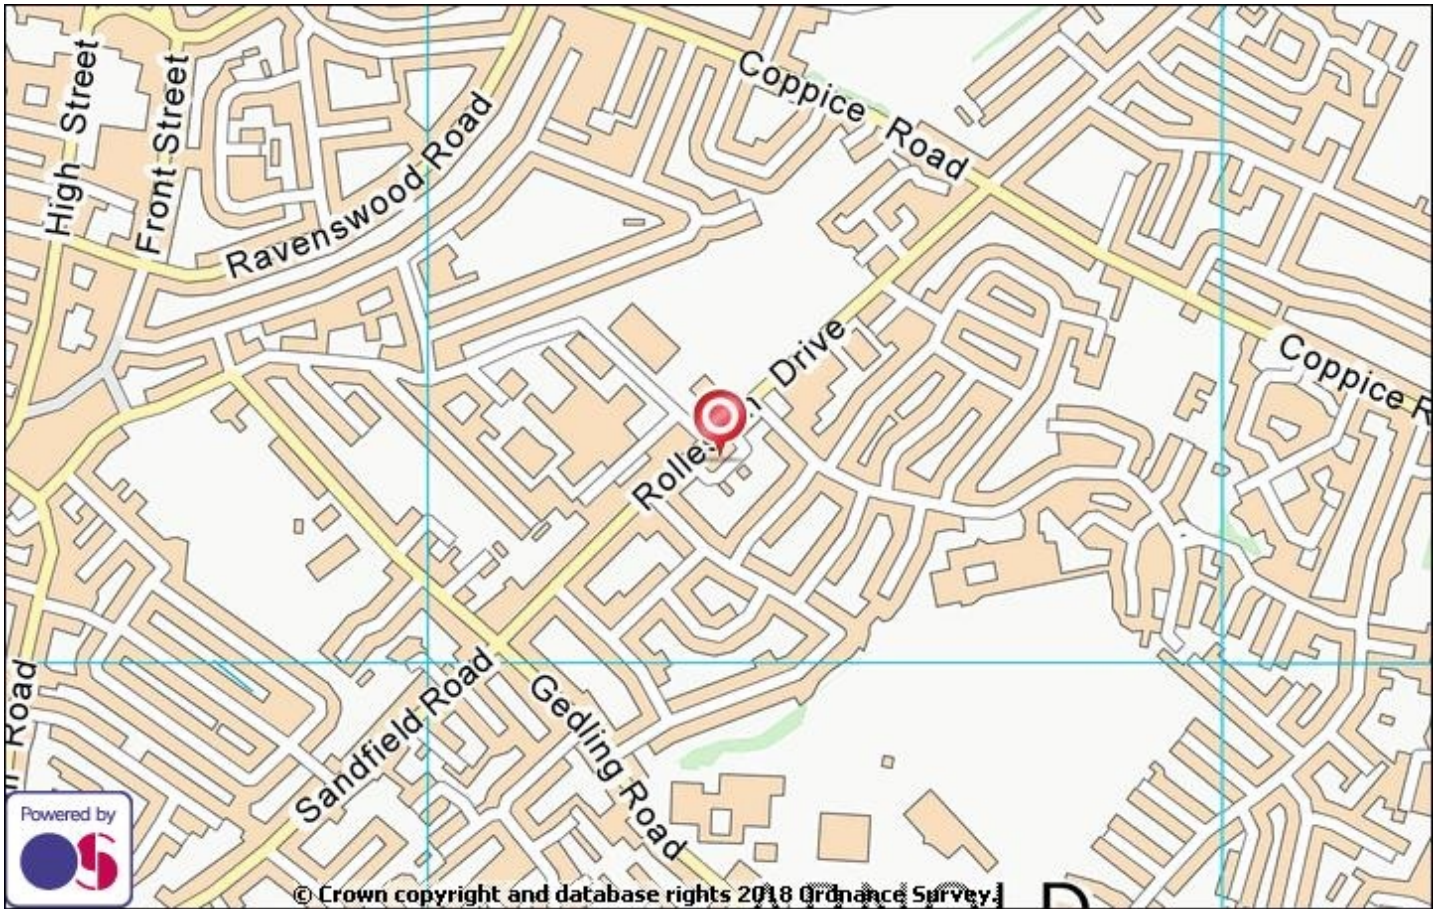 High Street
Front Street
Ravenswood Road
Coppice Road
Drive
Coppice R
Road
Sandfield Road
Gedling Road
Powered by
OS
© Crown copyright and database rights 2018 Ordnance Survey.